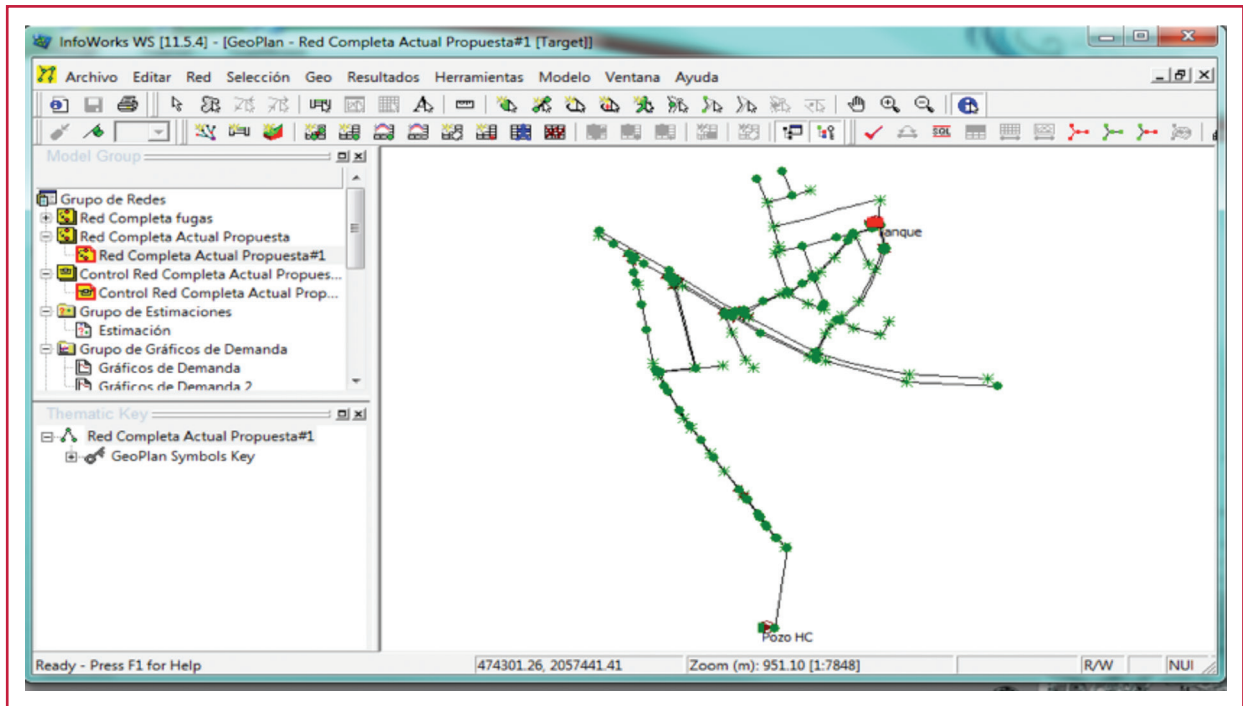 InfoWorks WS [11.5.4] - [GeoPlan - Red Completa Actual Propuesta#1 [Target]]
Archivo Editar Red Selección Geo Resultados Herramientas Modelo Ventana Ayuda
SQL
Model Group
Grupo de Redes
Red Completa fugas
Red Completa Actual Propuesta
Red Completa Actual Propuesta#1
Control Red Completa Actual Propues...
Control Red Completa Actual Prop...
Grupo de Estimaciones
Estimación
Grupo de Gráficos de Demanda
Gráficos de Demanda
Gráficos de Demanda 2
Thematic Key
Red Completa Actual Propuesta#1
GeoPlan Symbols Key
anque
Pozo HC
Ready - Press F1 for Help 474301.26, 2057441.41 Zoom (m): 951.10 [1:7848] R/W NUI